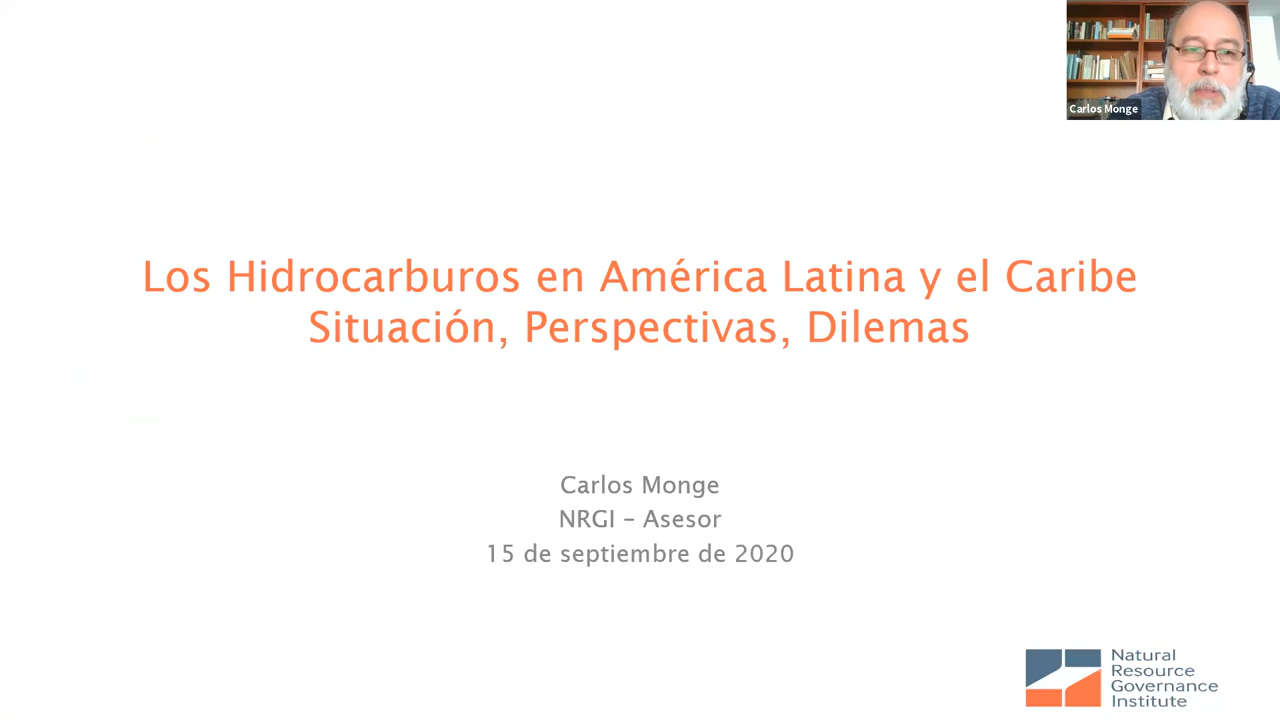 Carlos Monge
Los Hidrocarburos en América Latina y el Caribe
Situación, Perspectivas, Dilemas
Carlos Monge
NRGI – Asesor
15 de septiembre de 2020
Natural
Resource
Governance
Institute